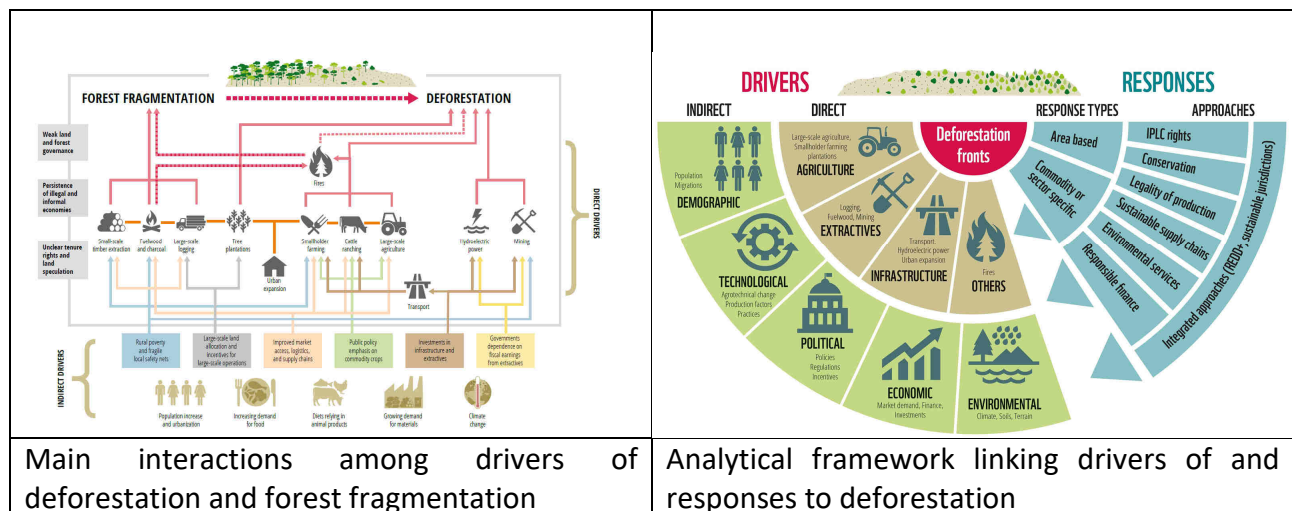 FOREST FRAGMENTATION
DEFORESTATION
Weak land
and forest
governance
Persistence
of illegal and
informal
economies
Unclear tenure
rights and
land
speculation
Fires
Small-scale
timber extraction
Fuelwood
and charcoal
Large-scale
logging
Tree
plantations
Urban
expansion
Smallholder
farming
Cattle
ranching
Large-scale
agriculture
Transport
Hydroelectric
power
Mining
DIRECT DRIVERS
Rural poverty
and fragile
local safety nets
Large-scale land
allocation and
incentives for
large-scale operations
Improved market
access, logistics,
and supply chains
Public policy
emphasis on
commodity crops
Investments in
infrastructure and
extractives
Governments
dependence on
fiscal earnings
from extractives
INDIRECT DRIVERS
Population increase
and urbanization
Increasing demand
for food
Diets relying in
animal products
Growing demand
for materials
Climate
change
DRIVERS
RESPONSES
INDIRECT
DIRECT
RESPONSE TYPES
APPROACHES
Deforestation
fronts
Population
Migrations
DEMOGRAPHIC
TECHNOLOGICAL
Agrotechnical change
Production factors
Practices
POLITICAL
Policies
Regulations
Incentives
ECONOMIC
Market demand, Finance,
Investments
ENVIRONMENTAL
Climate, Soils, Terrain
Large-scale agriculture,
Smallholder farming
plantations
AGRICULTURE
Logging,
Fuelwood, Mining
EXTRACTIVES
Transport.
Hydroelectric power
Urban expansion
INFRASTRUCTURE
Fires
OTHERS
Area based
Commodity or
sector specific
IPLC rights
Conservation
Legality of production
Sustainable supply chains
Environmental services
Responsible finance
Integrated approaches (REDD+, sustainable jurisdictions)
Main interactions among drivers of
deforestation and forest fragmentation
Analytical framework linking drivers of and
responses to deforestation